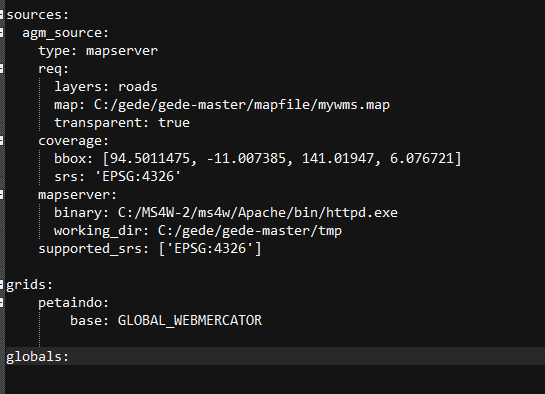 sources:
agm_source:
type: mapserver
req:
layers: roads
map: C:/gede/gede-master/mapfile/mywms.map
transparent: true
coverage:
bbox: [94.5011475, -11.007385, 141.01947, 6.076721]
srs: 'EPSG:4326'
mapserver:
binary: C:/MS4W-2/ms4w/Apache/bin/httpd.exe
working_dir: C:/gede/gede-master/tmp
supported_srs: ['EPSG:4326']
grids:
petaindo:
base: GLOBAL_WEBMERCATOR
globals: